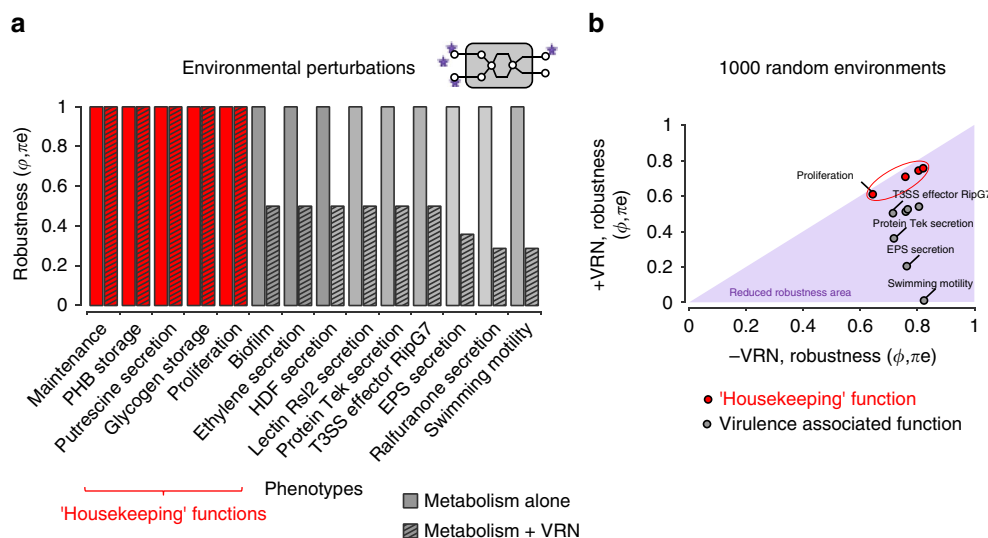 a
Environmental perturbations
Robustness (φ,πe)
1
0.8
0.6
0.4
0.2
0
Maintenance
PHB storage
Putrescine secretion
Glycogen storage
Proliferation
Biofilm
Ethylene secretion
HDF secretion
Lectin Rsl2 secretion
Protein Tek secretion
T3SS effector RipG7
EPS secretion
Ralfuranone secretion
Swimming motility
Phenotypes
'Housekeeping' functions
Metabolism alone
Metabolism + VRN
b
1000 random environments
+VRN, robustness
(ϕ,πe)
1
0.8
0.6
0.4
0.2
0
Proliferation
T3SS effector RipG7
Protein Tek secretion
EPS secretion
Swimming motility
Reduced robustness area
0 0.2 0.4 0.6 0.8 1
−VRN, robustness (ϕ,πe)
'Housekeeping' function
Virulence associated function